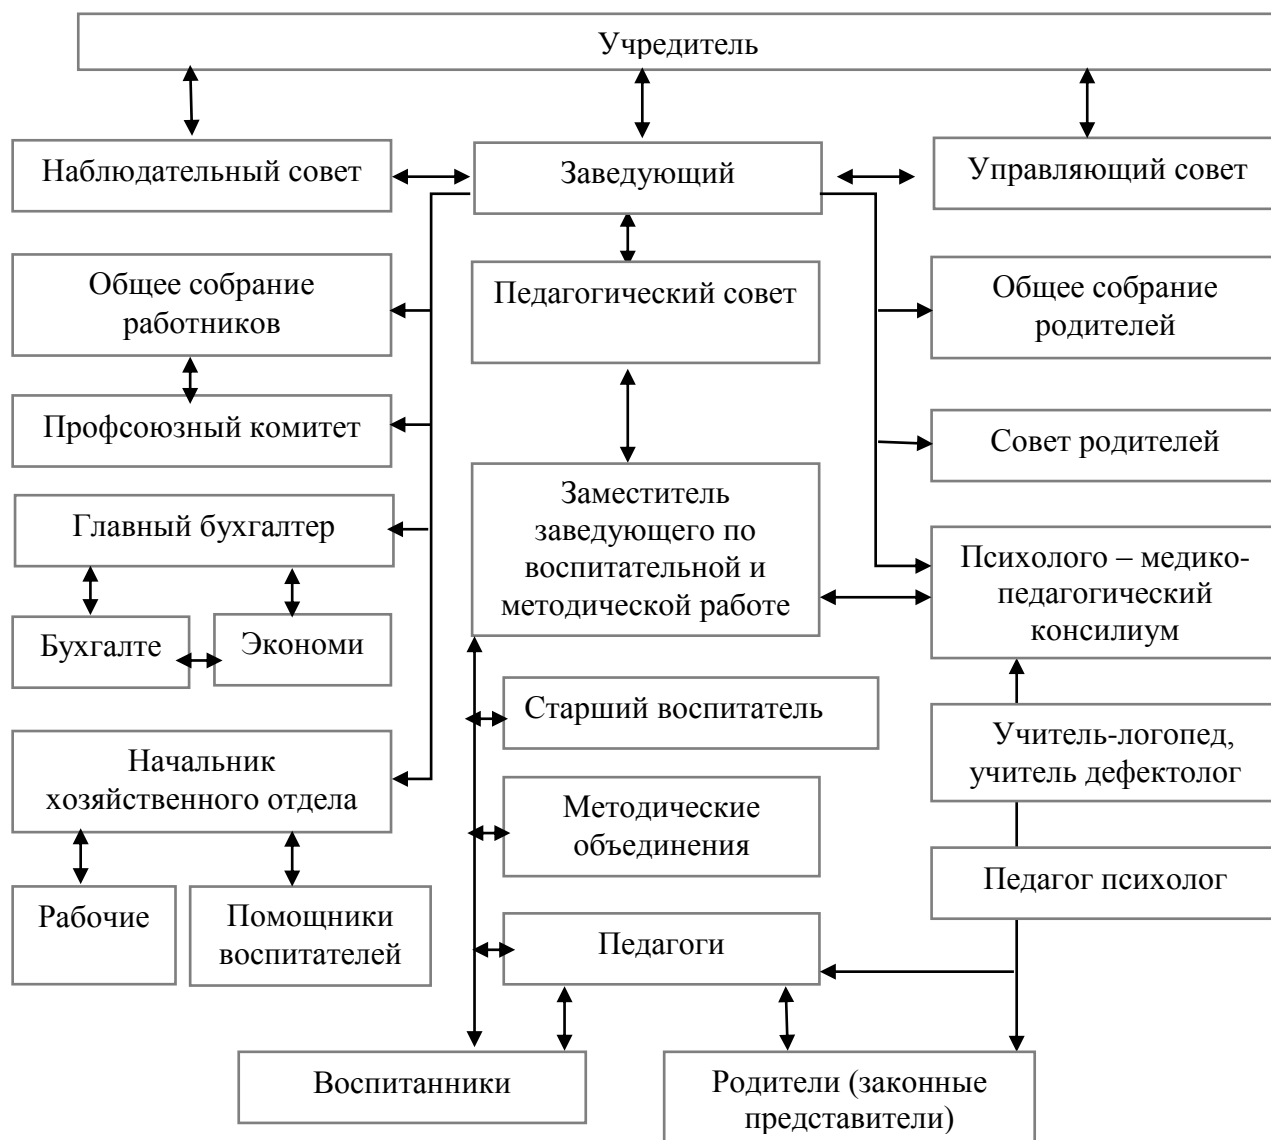 Учредитель
Наблюдательный совет
Заведующий
Управляющий совет
Общее собрание
работников
Педагогический совет
Общее собрание
родителей
Профсоюзный комитет
Совет родителей
Главный бухгалтер
Заместитель
заведующего по
воспитательной и
методической работе
Психолого – медико-
педагогический
консилиум
Бухгалте
Экономи
Старший воспитатель
Учитель-логопед,
учитель дефектолог
Начальник
хозяйственного отдела
Методические
объединения
Педагог психолог
Рабочие
Помощники
воспитателей
Педагоги
Воспитанники
Родители (законные
представители)